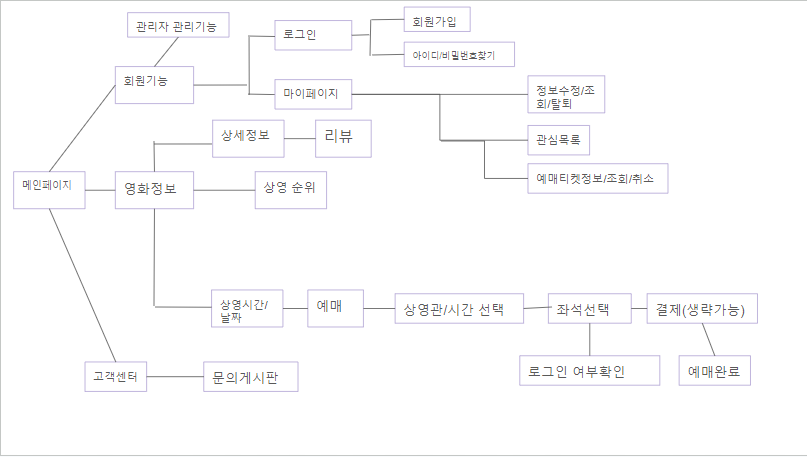 관리자 관리기능
회원가입
로그인
아이디/비밀번호찾기
회원기능
마이페이지
정보수정/조
회/탈퇴
상세정보
리뷰
관심목록
메인페이지
영화정보
상영 순위
예매티켓정보/조회/취소
상영시간/
날짜
예매
상영관/시간 선택
좌석선택
결제(생략가능)
고객센터
문의게시판
로그인 여부확인
예매완료